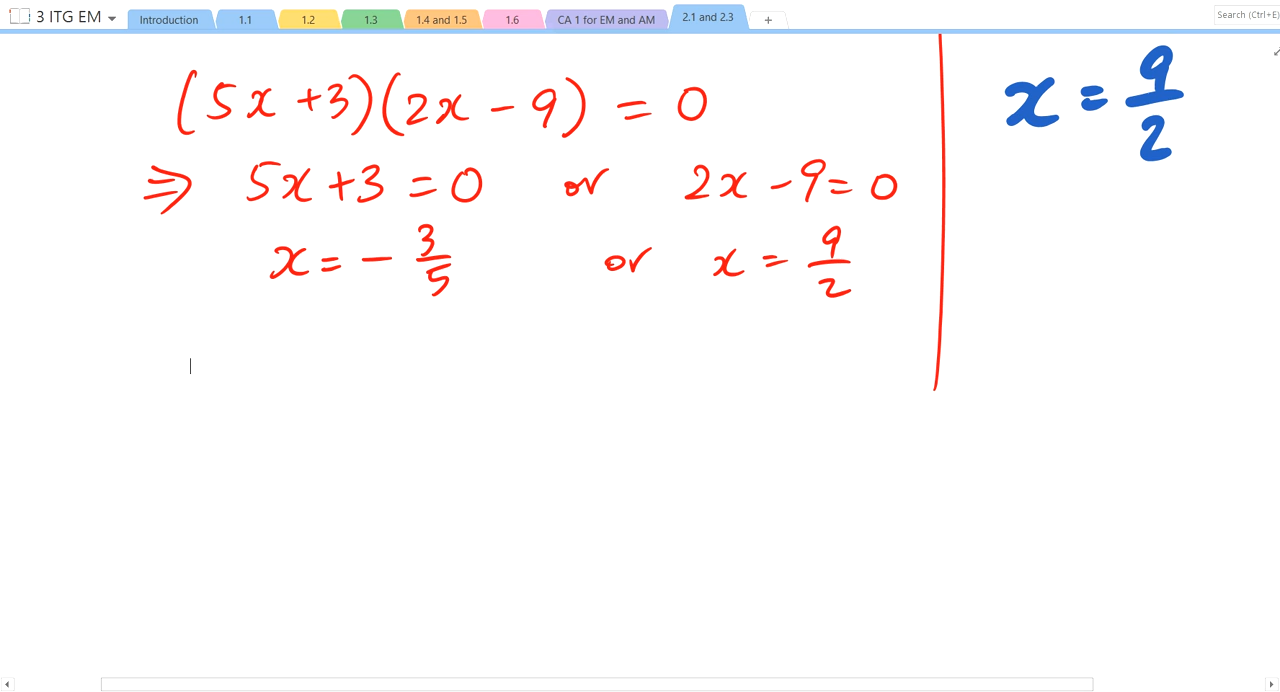 3 ITG EM Introduction 1.1 1.2 1.3 1.4 and 1.5 1.6 CA 1 for EM and AM 2.1 and 2.3 + Search (Ctrl+E)
(5x + 3)(2x - 9) = 0
⇒ 5x + 3 = 0 or 2x - 9 = 0
x = - 3/5 or x = 9/2
x = 9/2